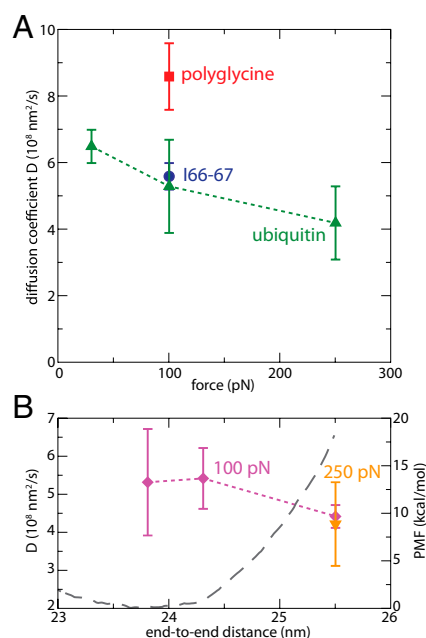 A
10
8
6
4
2
0
diffusion coefficient D (10⁸ nm²/s)
polyglycine
I66-67
ubiquitin
0 100 200 300
force (pN)
B
7
6
5
4
3
2
D (10⁸ nm²/s)
100 pN
250 pN
20
15
10
5
0
PMF (kcal/mol)
23 24 25 26
end-to-end distance (nm)